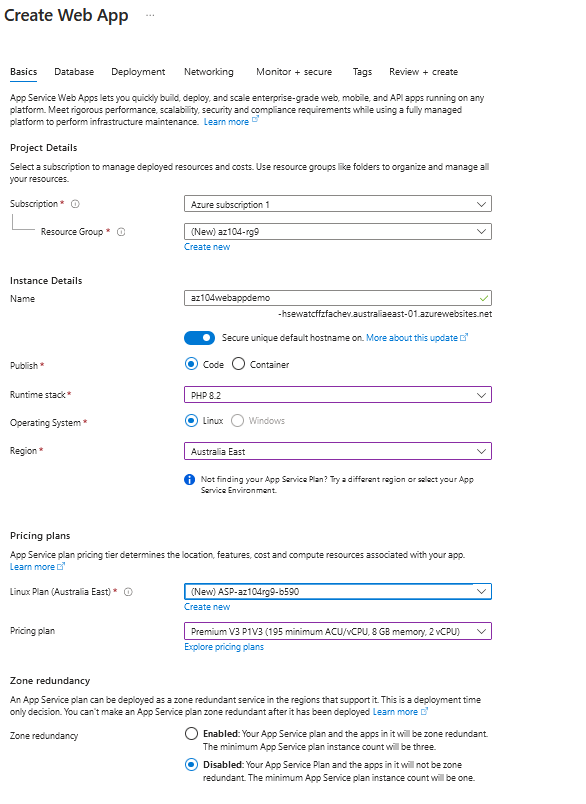 Create Web App ...
Basics Database Deployment Networking Monitor + secure Tags Review + create
App Service Web Apps lets you quickly build, deploy, and scale enterprise-grade web, mobile, and API apps running on any
platform. Meet rigorous performance, scalability, security and compliance requirements while using a fully managed
platform to perform infrastructure maintenance. Learn more
Project Details
Select a subscription to manage deployed resources and costs. Use resource groups like folders to organize and manage all
your resources.
Subscription * Azure subscription 1
Resource Group * (New) az104-rg9
Create new
Instance Details
Name az104webappdemo
-hsewatcffzfachev.australiaeast-01.azurewebsites.net
Secure unique default hostname on. More about this update
Publish * Code Container
Runtime stack * PHP 8.2
Operating System * Linux Windows
Region * Australia East
Not finding your App Service Plan? Try a different region or select your App
Service Environment.
Pricing plans
App Service plan pricing tier determines the location, features, cost and compute resources associated with your app.
Learn more
Linux Plan (Australia East) * (New) ASP-az104rg9-b590
Create new
Pricing plan Premium V3 P1V3 (195 minimum ACU/vCPU, 8 GB memory, 2 vCPU)
Explore pricing plans
Zone redundancy
An App Service plan can be deployed as a zone redundant service in the regions that support it. This is a deployment time
only decision. You can't make an App Service plan zone redundant after it has been deployed Learn more
Zone redundancy Enabled: Your App Service plan and the apps in it will be zone redundant.
The minimum App Service plan instance count will be three.
Disabled: Your App Service Plan and the apps in it will not be zone
redundant. The minimum App Service plan instance count will be one.